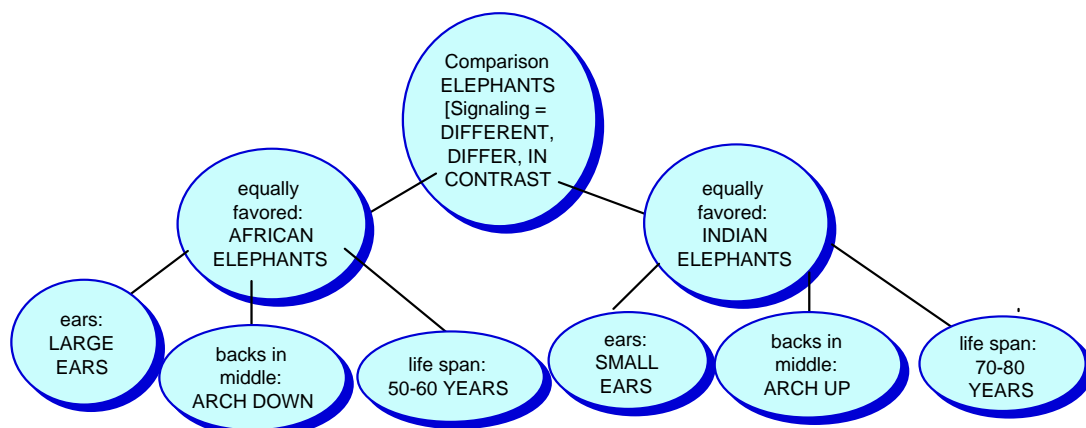 Comparison
ELEPHANTS
[Signaling =
DIFFERENT,
DIFFER, IN
CONTRAST
equally
favored:
AFRICAN
ELEPHANTS
equally
favored:
INDIAN
ELEPHANTS
ears:
LARGE
EARS
backs in
middle:
ARCH DOWN
life span:
50-60 YEARS
ears:
SMALL
EARS
backs in
middle:
ARCH UP
life span:
70-80
YEARS